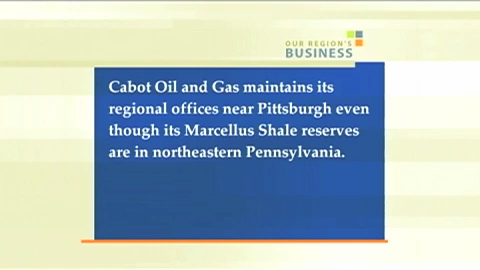 OUR REGION'S
BUSINESS
Cabot Oil and Gas maintains its
regional offices near Pittsburgh even
though its Marcellus Shale reserves
are in northeastern Pennsylvania.